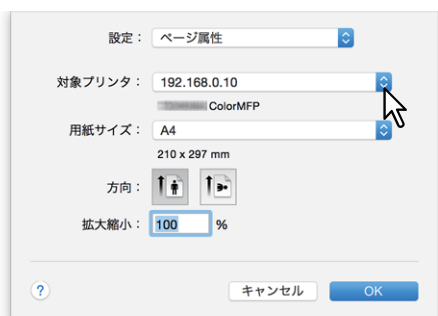 設定： ページ属性
対象プリンタ： 192.168.0.10
ColorMFP
用紙サイズ： A4
210 x 297 mm
方向：
拡大縮小： 100 %
? キャンセル OK